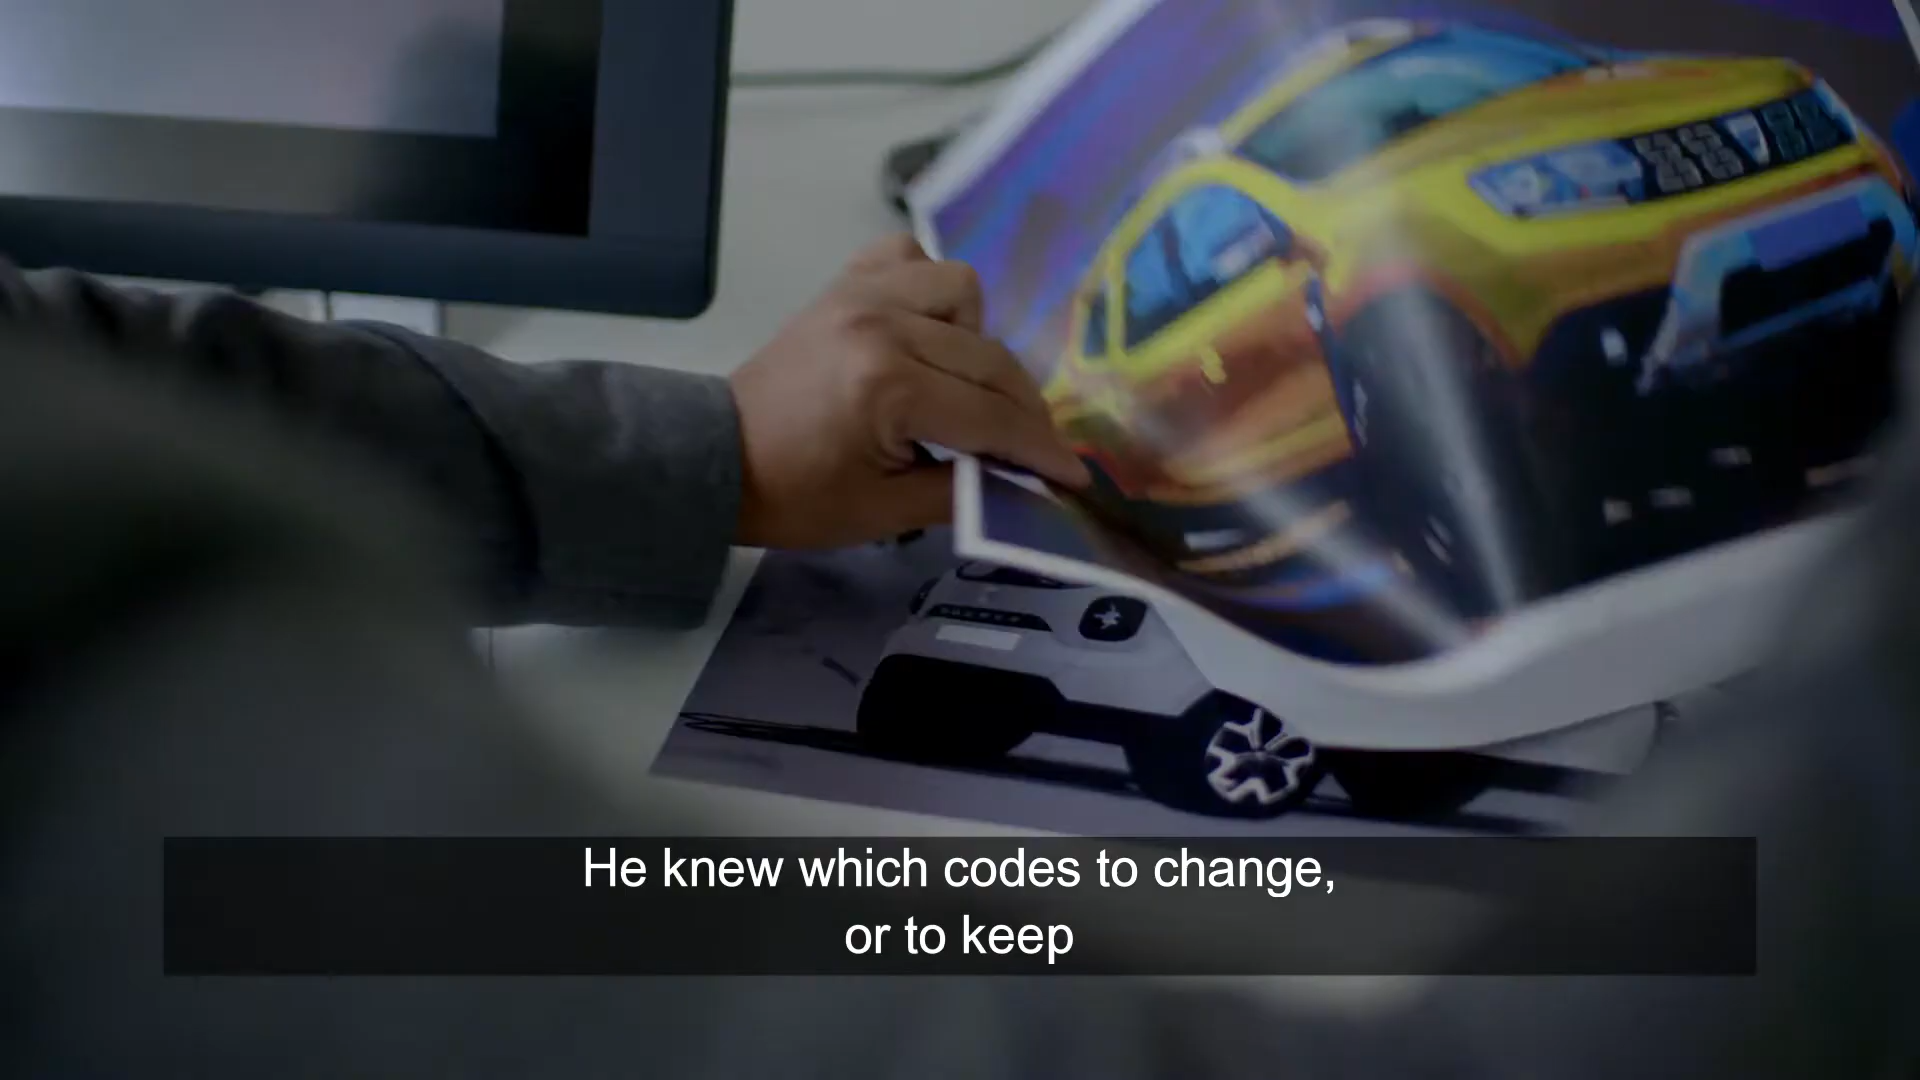 He knew which codes to change,
or to keep